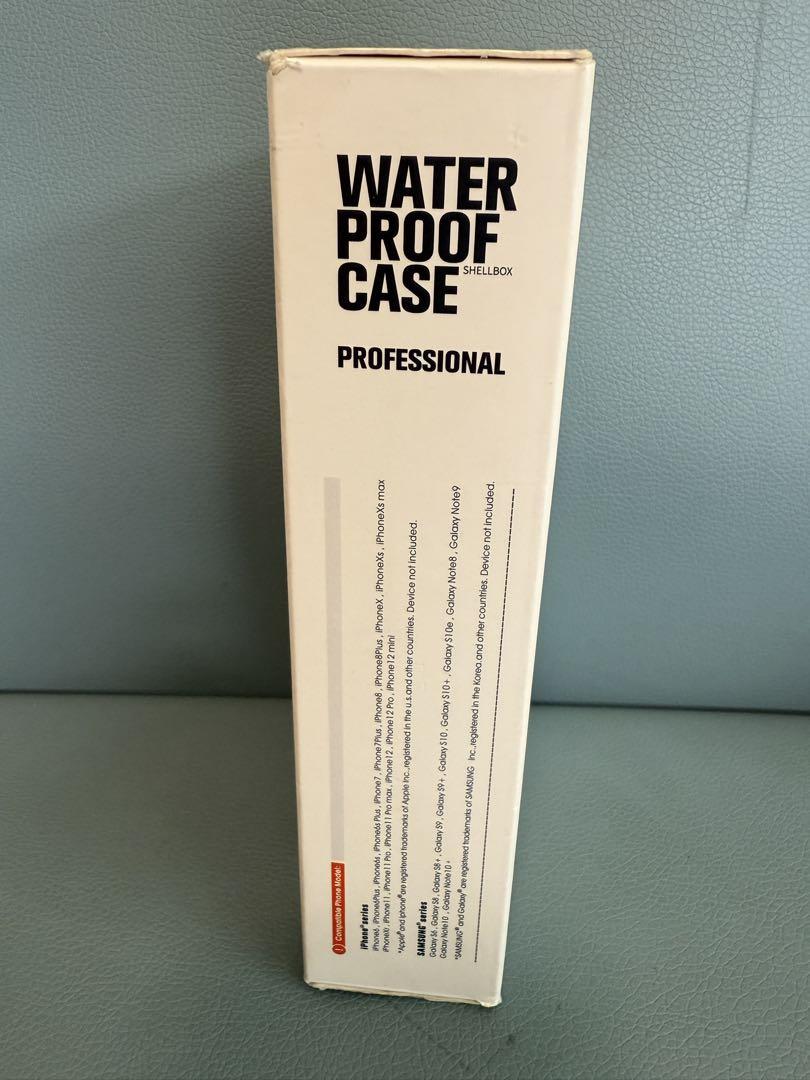 WATER
PROOF
CASE
SHELLBOX
PROFESSIONAL
! Compatible Phone Model:
iPhone® series
iPhone6 , iPhone6Plus , iPhone6s , iPhone6s Plus , iPhone7 , iPhone7Plus , iPhone8 , iPhone8Plus , iPhoneX , iPhoneXs , iPhoneXs max
iPhoneXr , iPhone11 , iPhone11 Pro , iPhone11 Pro max , iPhone12 , iPhone12 Pro , iPhone12 mini
*Apple® and iphone® are registered trademarks of Apple Inc.,registered in the u.s.and other countries. Device not included.
SAMSUNG® series
Galaxy S6 , Galaxy S8 , Galaxy S8+ , Galaxy S9 , Galaxy S9+ , Galaxy S10 , Galaxy S10+ , Galaxy S10e , Galaxy Note8 , Galaxy Note9
Galaxy Note10 , Galaxy Note10+
*SAMSUNG® and Galaxy® are registered trademarks of SAMSUNG Inc.,registered in the Korea.and other countries. Device not included.